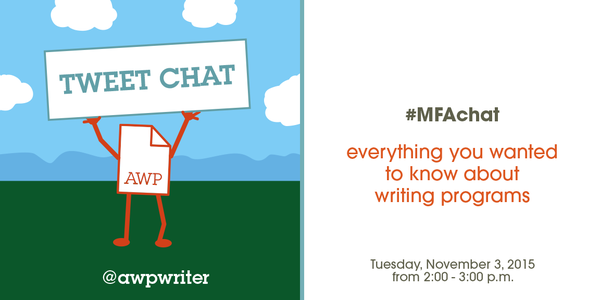 TWEET CHAT
AWP
@awpwriter
#MFAchat
everything you wanted
to know about
writing programs
Tuesday, November 3, 2015
from 2:00 - 3:00 p.m.